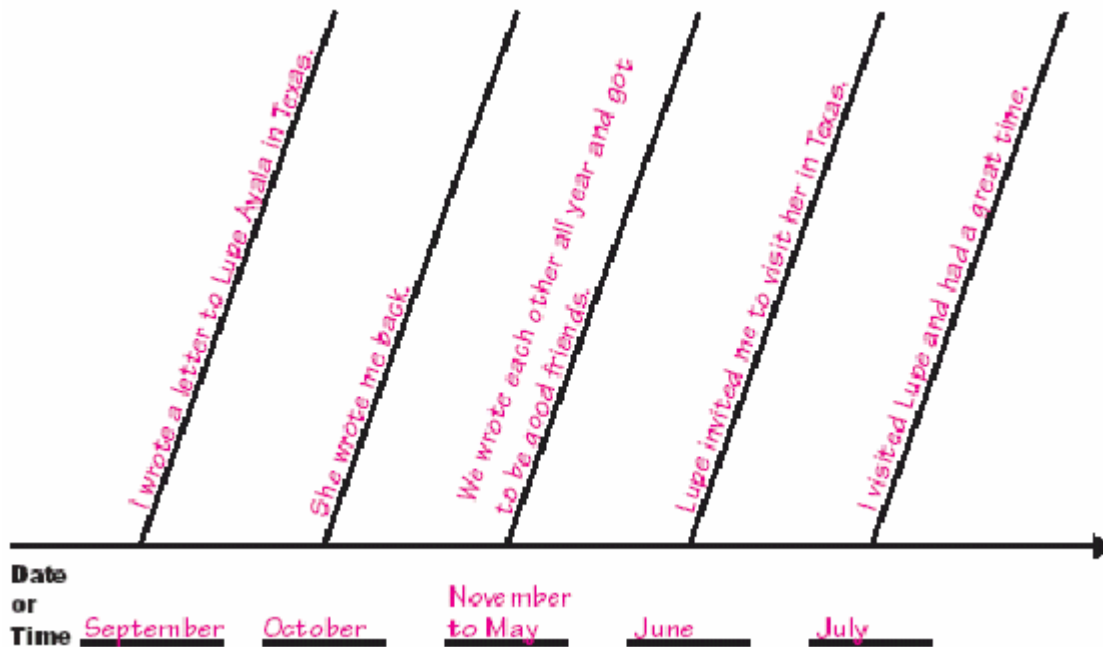 I wrote a letter to Lupe Ayala in Texas.
She wrote me back.
We wrote each other all year and got
to be good friends.
Lupe invited me to visit her in Texas.
I visited Lupe and had a great time.
Date
or
Time
September
October
November
to May
June
July